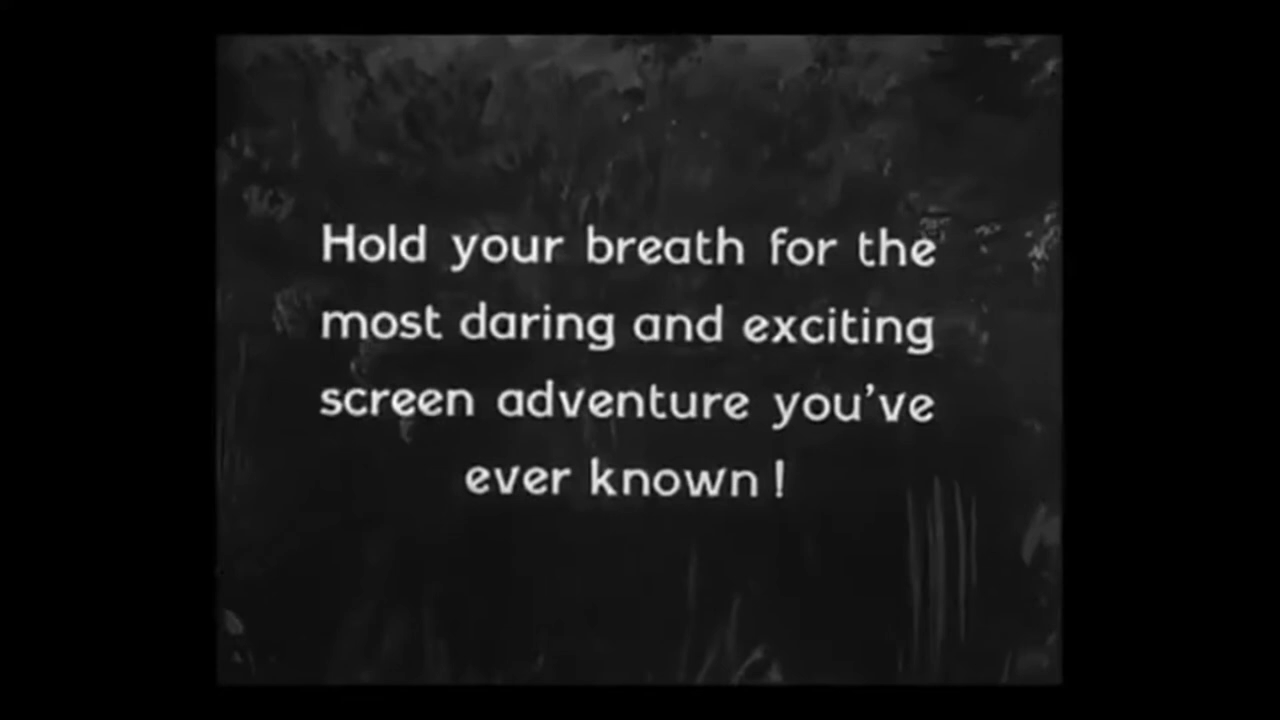 Hold your breath for the
most daring and exciting
screen adventure you've
ever known!